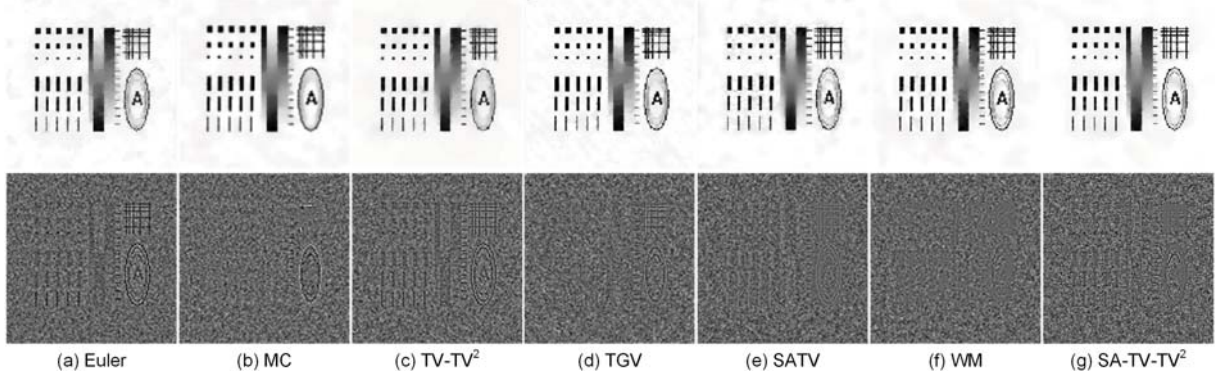 A A A A A A A
A
(a) Euler (b) MC (c) TV-TV² (d) TGV (e) SATV (f) WM (g) SA-TV-TV²